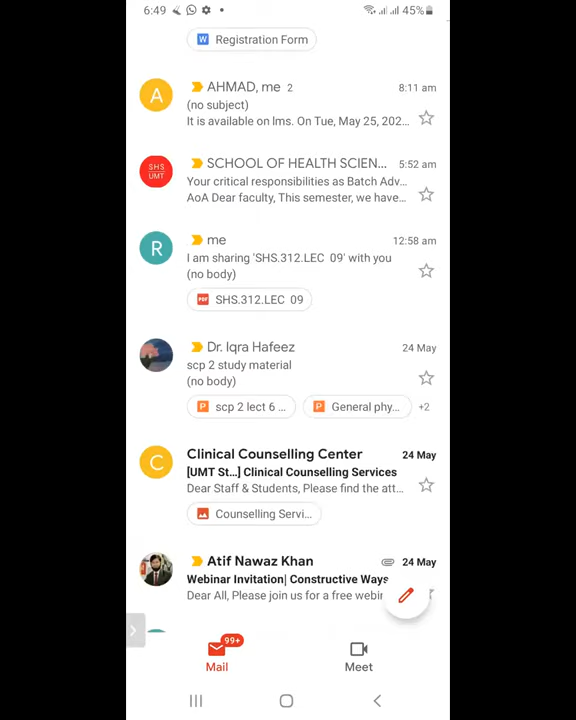 6:49 45%
W Registration Form
A AHMAD, me 2 8:11 am
(no subject)
It is available on lms. On Tue, May 25, 202...
SHS UMT SCHOOL OF HEALTH SCIEN... 5:52 am
Your critical responsibilities as Batch Adv...
AoA Dear faculty, This semester, we have...
R me 12:58 am
I am sharing 'SHS.312.LEC 09' with you
(no body)
PDF SHS.312.LEC 09
Dr. Iqra Hafeez 24 May
scp 2 study material
(no body)
P scp 2 lect 6 ... P General phy... +2
C Clinical Counselling Center 24 May
[UMT St...] Clinical Counselling Services
Dear Staff & Students, Please find the att...
Counselling Servi...
Atif Nawaz Khan 24 May
Webinar Invitation| Constructive Ways
Dear All, Please join us for a free webin
99+
Mail Meet